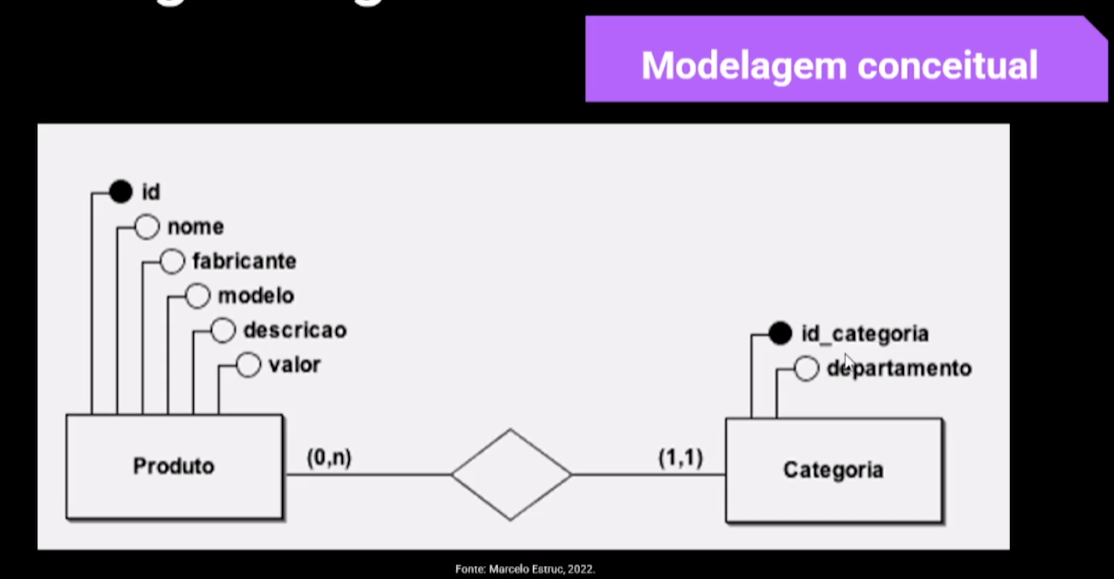 Modelagem conceitual
id
nome
fabricante
modelo
descricao
valor
id_categoria
departamento
Produto
(0,n)
(1,1)
Categoria
Fonte: Marcelo Estruc, 2022.